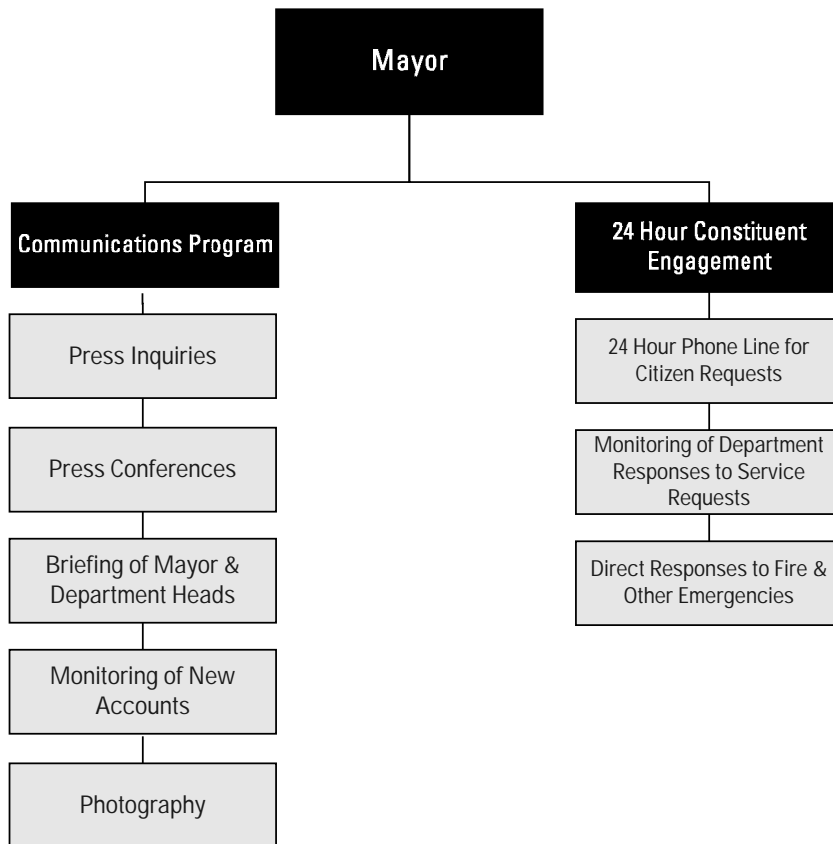 Mayor
Communications Program
Press Inquiries
Press Conferences
Briefing of Mayor &
Department Heads
Monitoring of New
Accounts
Photography
24 Hour Constituent
Engagement
24 Hour Phone Line for
Citizen Requests
Monitoring of Department
Responses to Service
Requests
Direct Responses to Fire &
Other Emergencies